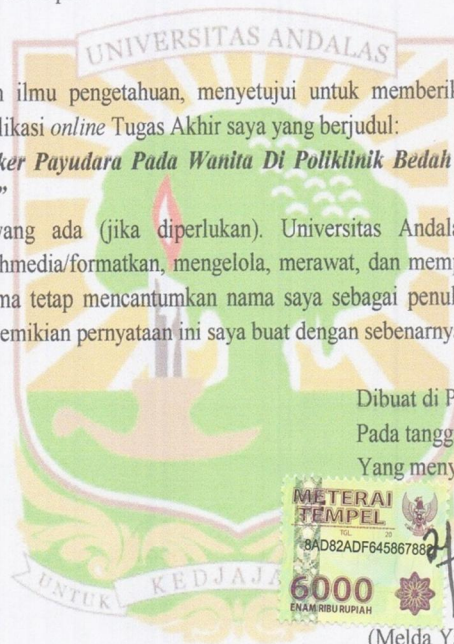 UNIVERSITAS ANDALAS
ilmu pengetahuan, menyetujui untuk memberik
likasi online Tugas Akhir saya yang berjudul:
ker Payudara Pada Wanita Di Poliklinik Bedah
”
yang ada (jika diperlukan). Universitas Andala
hmedia/formatkan, mengelola, merawat, dan memp
ma tetap mencantumkan nama saya sebagai penul
emikian pernyataan ini saya buat dengan sebenarny
Dibuat di P
Pada tangg
Yang meny
METERAI
TEMPEL
TGL. 20
8AD82ADF645867882
6000
ENAM RIBU RUPIAH
UNTUK KEDJAJA
(Melda Y